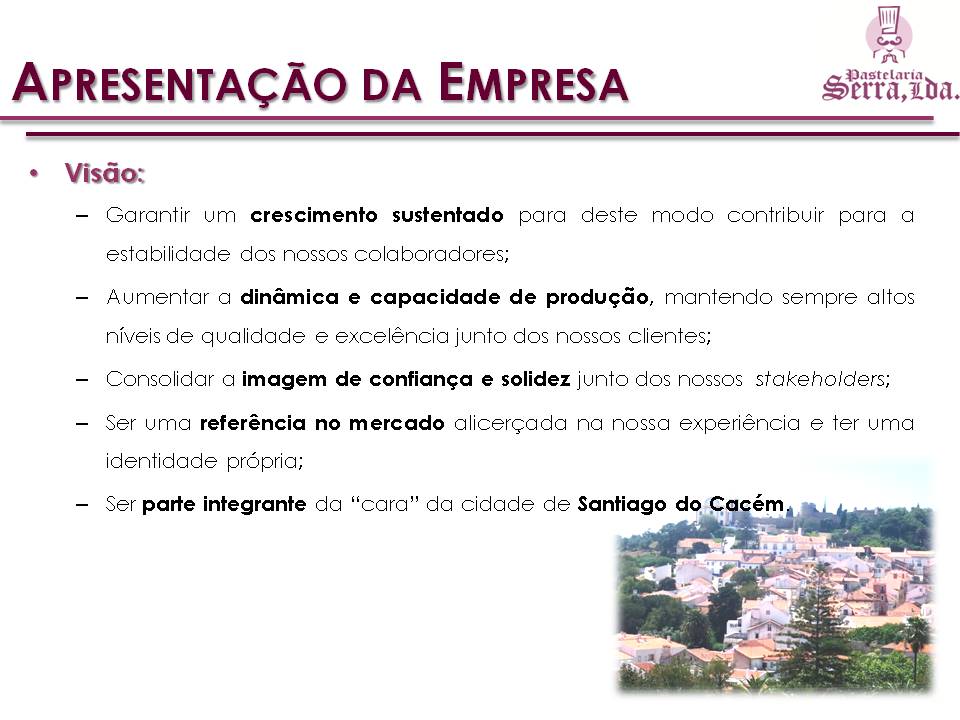 APRESENTAÇÃO DA EMPRESA
Pastelaria
Serra, Lda.
• Visão:
– Garantir um crescimento sustentado para deste modo contribuir para a
estabilidade dos nossos colaboradores;
– Aumentar a dinâmica e capacidade de produção, mantendo sempre altos
níveis de qualidade e excelência junto dos nossos clientes;
– Consolidar a imagem de confiança e solidez junto dos nossos stakeholders;
– Ser uma referência no mercado alicerçada na nossa experiência e ter uma
identidade própria;
– Ser parte integrante da “cara” da cidade de Santiago do Cacém.